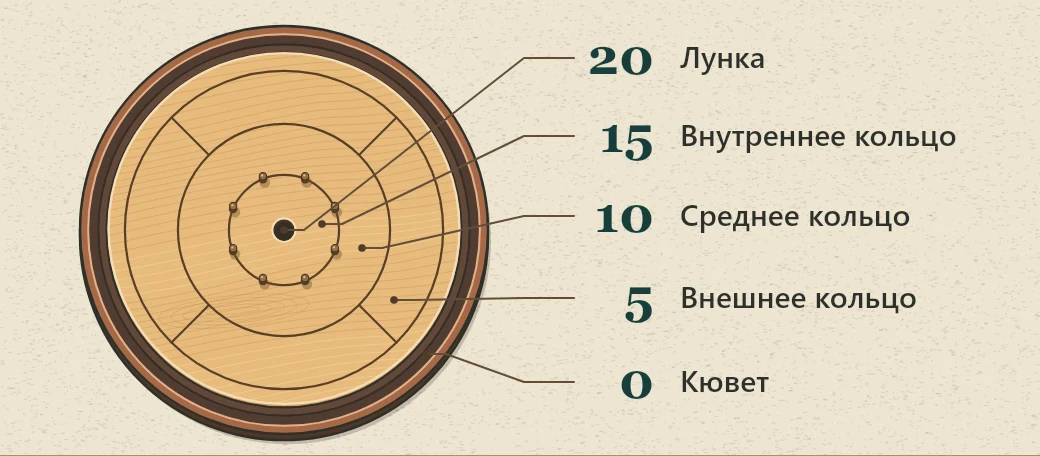 20 Лунка
15 Внутреннее кольцо
10 Среднее кольцо
5 Внешнее кольцо
0 Кювет